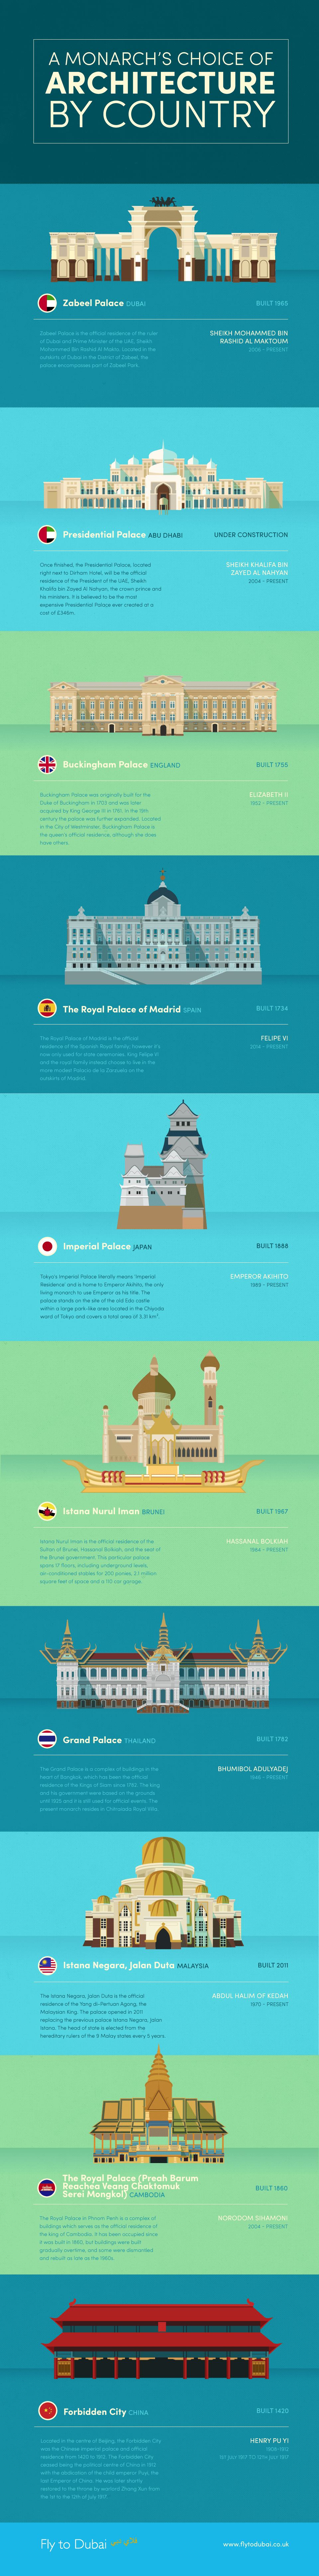 A MONARCH'S CHOICE OF
ARCHITECTURE
BY COUNTRY
Zabeel Palace DUBAI
BUILT 1965
Zabeel Palace is the official residence of the ruler
of Dubai and Prime Minister of the UAE, Sheikh
Mohammed Bin Rashid Al Maktoum. Located in the
outskirts of Dubai in the District of Zabeel, the
palace encompasses part of Zabeel Park.
SHEIKH MOHAMMED BIN
RASHID AL MAKTOUM
2006 - PRESENT
Presidential Palace ABU DHABI
UNDER CONSTRUCTION
Once finished, the Presidential Palace, located
right next to Dirham Hotel, will be the official
residence of the President of the UAE, Sheikh
Khalifa bin Zayed Al Nahyan, the crown prince and
his ministers. It is believed to be the most
expensive Presidential Palace ever created at a
cost of £346m.
SHEIKH KHALIFA BIN
ZAYED AL NAHYAN
2004 - PRESENT
Buckingham Palace ENGLAND
BUILT 1755
Buckingham Palace was originally built for the
Duke of Buckingham in 1703 and was later
acquired by King George III in 1761. In the 19th
century the palace was further expanded. Located
in the City of Westminster, Buckingham Palace is
the queen's official residence, although she does
have others.
ELIZABETH II
1952 - PRESENT
The Royal Palace of Madrid SPAIN
BUILT 1734
The Royal Palace of Madrid is the official
residence of the Spanish Royal family, however it's
now only used for state ceremonies. King Felipe VI
and the royal family instead choose to live in the
more modest Palacio de la Zarzuela on the
outskirts of Madrid.
FELIPE VI
2014 - PRESENT
Imperial Palace JAPAN
BUILT 1888
Tokyo's Imperial Palace literally means 'Imperial
Residence' and is home to Emperor Akihito, the only
living monarch to use Emperor as his title. The
palace stands on the site of the old Edo castle
within a large park-like area located in the Chiyoda
ward of Tokyo and covers a total area of 3.31 km².
EMPEROR AKIHITO
1989 - PRESENT
Istana Nurul Iman BRUNEI
BUILT 1967
Istana Nurul Iman is the official residence of the
Sultan of Brunei, Hassanal Bolkiah, and the seat of
the Brunei government. This particular palace
spans 17 floors, including underground levels,
air-conditioned stables for 200 ponies, 3.1 million
square feet of space and a 110 car garage.
HASSANAL BOLKIAH
1984 - PRESENT
Grand Palace THAILAND
BUILT 1782
The Grand Palace is a complex of buildings in the
heart of Bangkok, which has been the official
residence of the Kings of Siam since 1782. The king
and his government were based on the grounds
until 1925 and it is still used for official events. The
present monarch resides in Chitralada Royal Villa.
BHUMIBOL ADULYADEJ
1946 - PRESENT
Istana Negara, Jalan Duta MALAYSIA
BUILT 2011
The Istana Negara, Jalan Duta is the official
residence of the Yang di-Pertuan Agong, the
Malaysian King. The palace opened in 2011
replacing the previous palace Istana Negara, Jalan
Istana. The head of state is elected from the
hereditary rulers of the 9 Malay states every 5 years.
ABDUL HALIM OF KEDAH
1970 - PRESENT
The Royal Palace (Preah Barum
Reachea Veang Chaktomuk
Serei Mongkol) CAMBODIA
BUILT 1860
The Royal Palace in Phnom Penh is a complex of
buildings which serves as the official residence of
the king of Cambodia. It has been occupied since
it was built in 1860, but buildings were built
gradually overtime, and some were dismantled
and rebuilt as late as the 1960s.
NORODOM SIHAMONI
2004 - PRESENT
Forbidden City CHINA
BUILT 1420
Located in the centre of Beijing, the Forbidden City
was the Chinese imperial palace and official
residence from 1420 to 1912. The Forbidden City
ceased being the political centre of China in 1912
with the abdication of the child emperor Puyi, the
last Emperor of China. He was later shortly
restored to the throne by warlord Zhang Xun from
the 1st to the 12th of July 1917.
HENRY PU YI
1908-1912
1ST JULY 1917 TO 12TH JULY 1917
Fly to Dubai فلاي دبي
www.flytodubai.co.uk